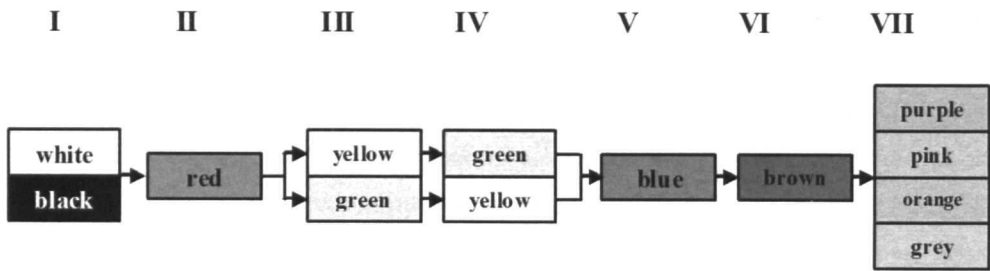 I II III IV V VI VII
purple
white yellow green pink
red blue brown
black green yellow orange
grey